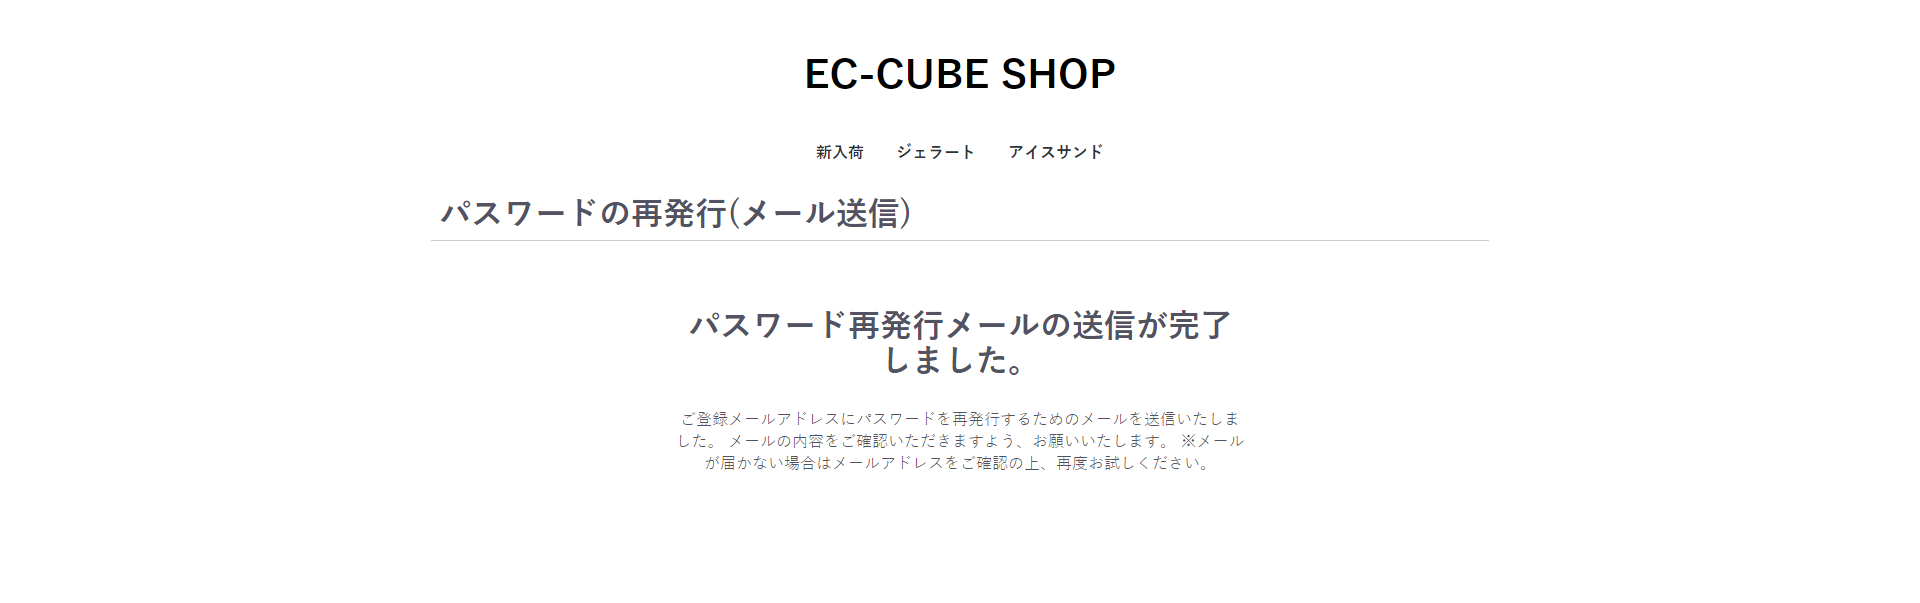 EC-CUBE SHOP
新入荷 ジェラート アイスサンド
パスワードの再発行(メール送信)
パスワード再発行メールの送信が完了
しました。
ご登録メールアドレスにパスワードを再発行するためのメールを送信いたしま
した。 メールの内容をご確認いただきますよう、お願いいたします。 ※メール
が届かない場合はメールアドレスをご確認の上、再度お試しください。